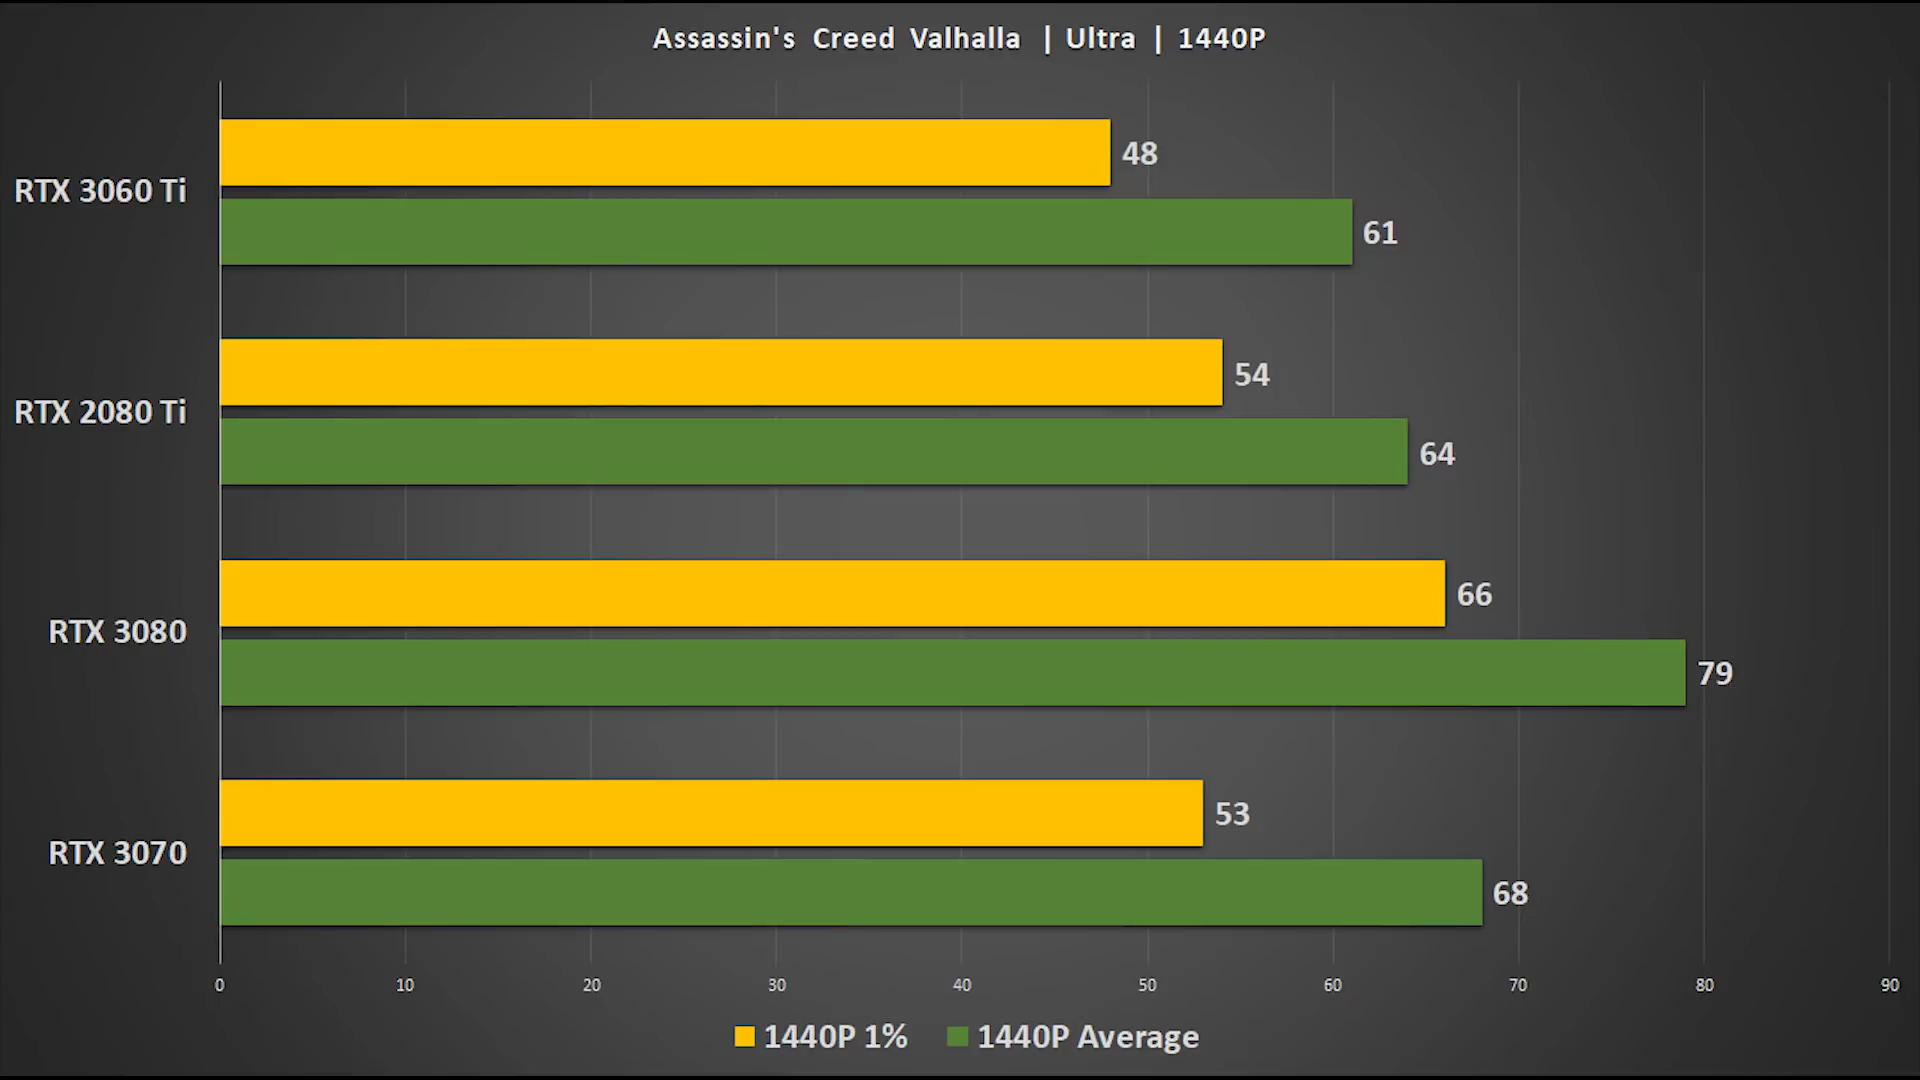 Assassin's Creed Valhalla | Ultra | 1440P
RTX 3060 Ti
48
61
RTX 2080 Ti
54
64
RTX 3080
66
79
RTX 3070
53
68
0 10 20 30 40 50 60 70 80 90
1440P 1% 1440P Average